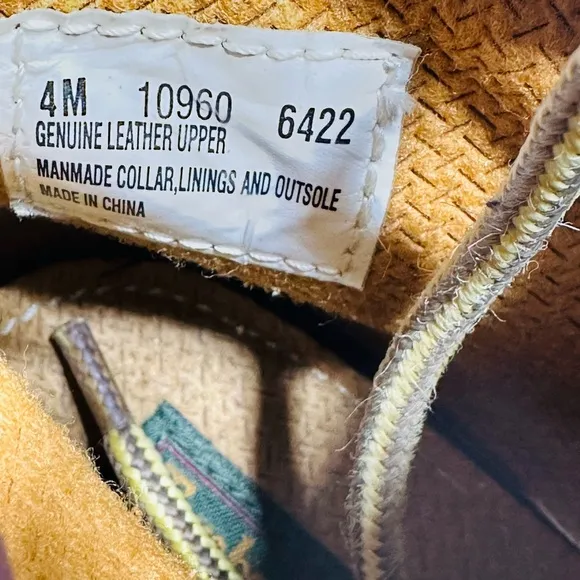 4M 10960 6422
GENUINE LEATHER UPPER
MANMADE COLLAR,LININGS AND OUTSOLE
MADE IN CHINA